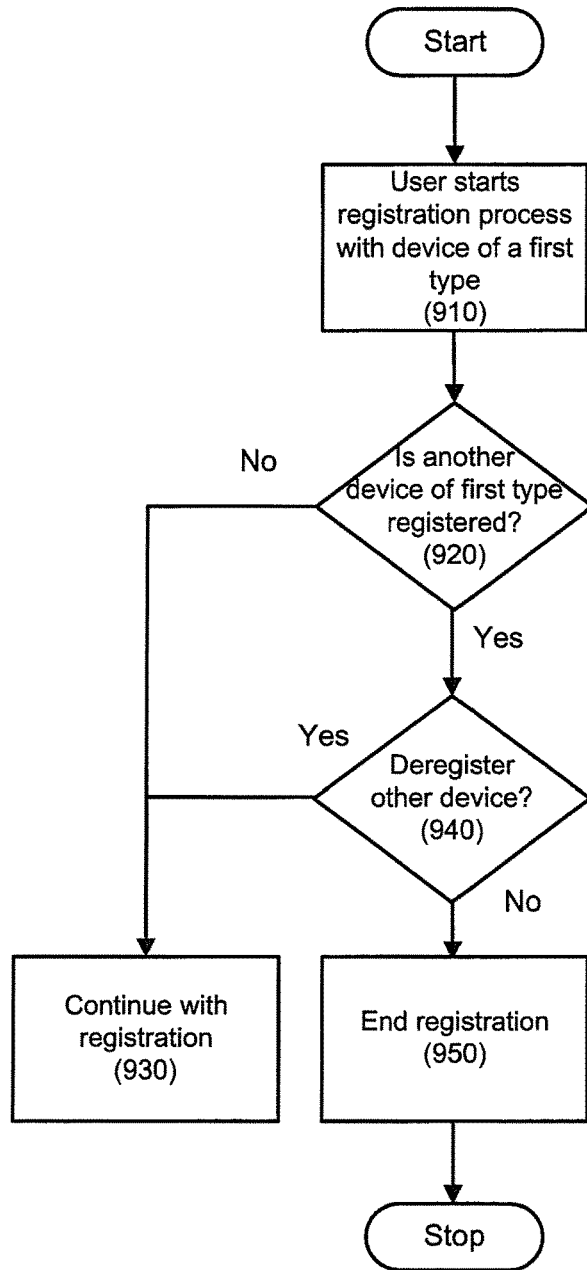 Start
User starts
registration process
with device of a first
type
(910)
Is another
device of first type
registered?
(920)
No
Yes
Deregister
other device?
(940)
Yes
No
Continue with
registration
(930)
End registration
(950)
Stop